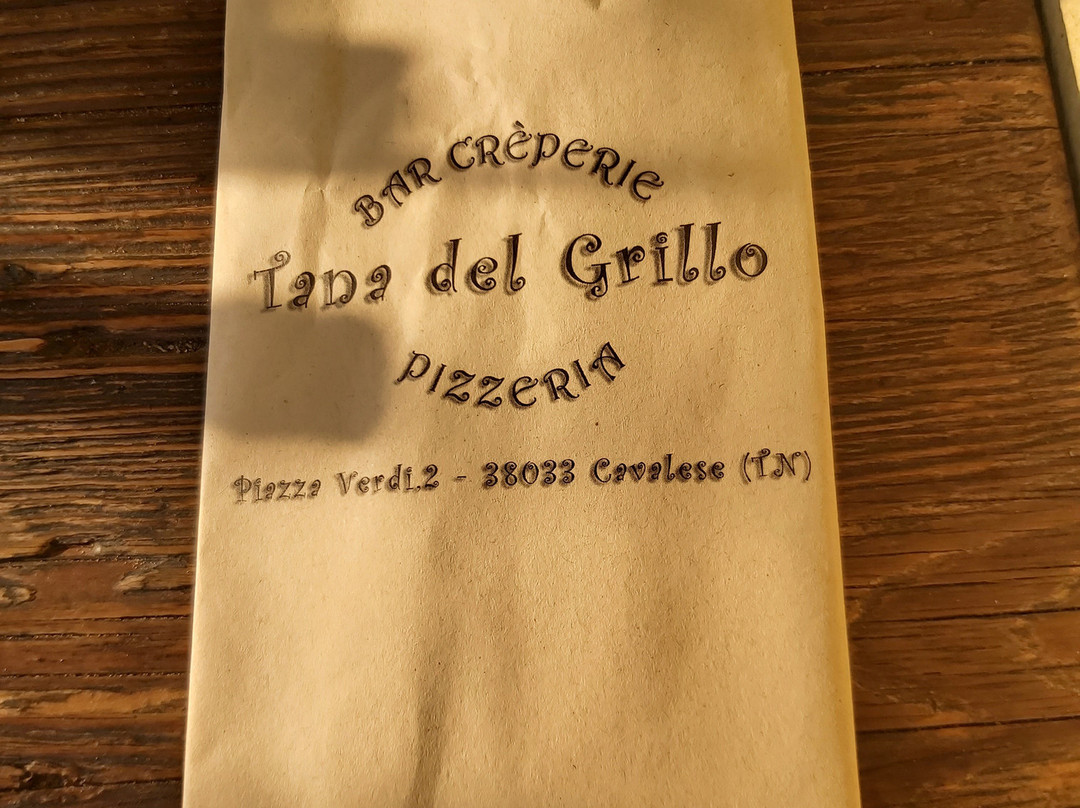 BAR CRÈPERIE
Tana del Grillo
PIZZERIA
Piazza Verdi,2 - 38033 Cavalese (TN)